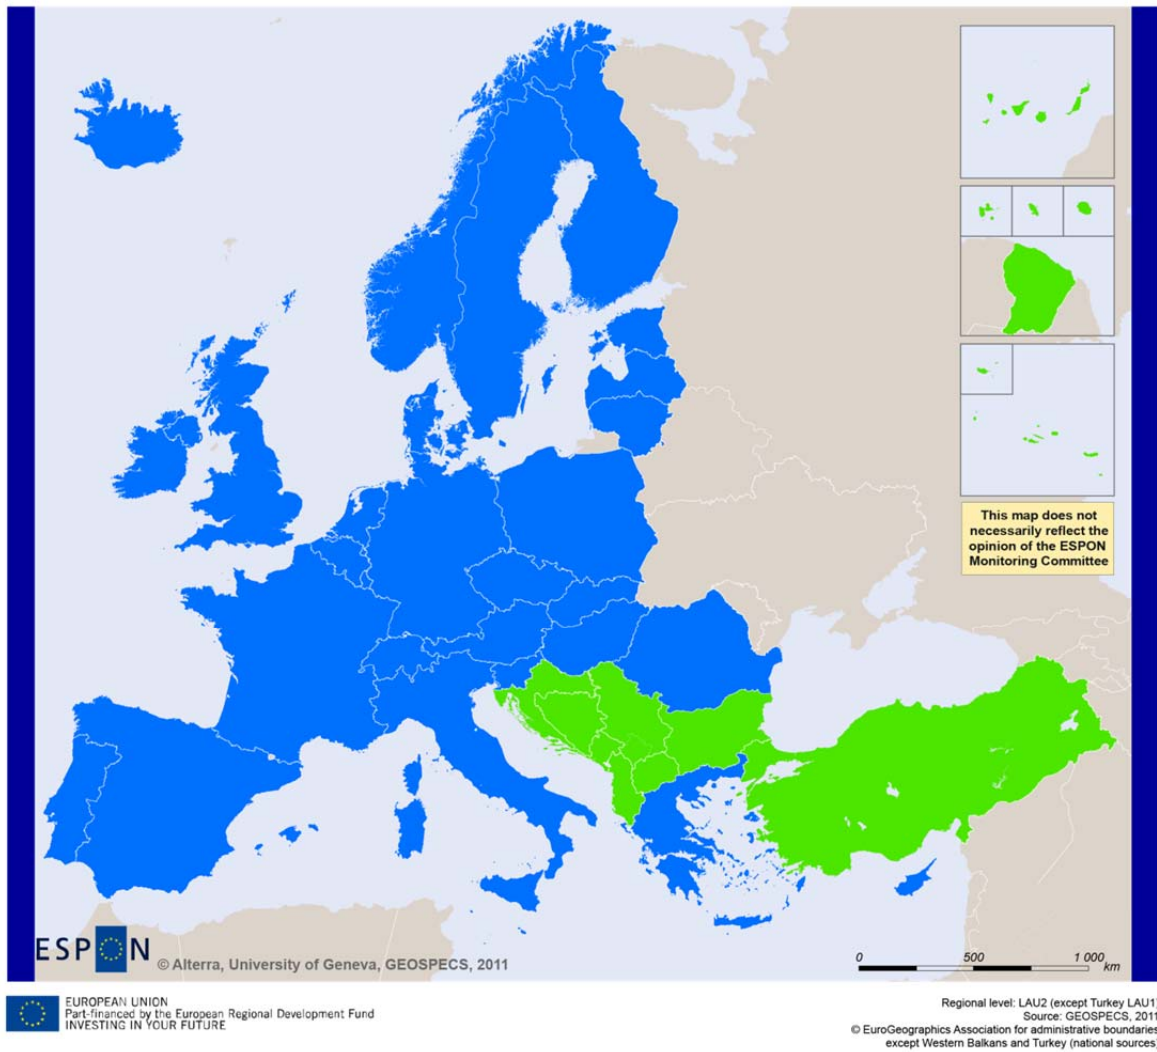 This map does not
necessarily reflect the
opinion of the ESPON
Monitoring Committee
ESPON
© Alterra, University of Geneva, GEOSPECS, 2011
0 500 1 000
km
EUROPEAN UNION
Part-financed by the European Regional Development Fund
INVESTING IN YOUR FUTURE
Regional level: LAU2 (except Turkey LAU1)
Source: GEOSPECS, 2011
© EuroGeographics Association for administrative boundaries
except Western Balkans and Turkey (national sources)